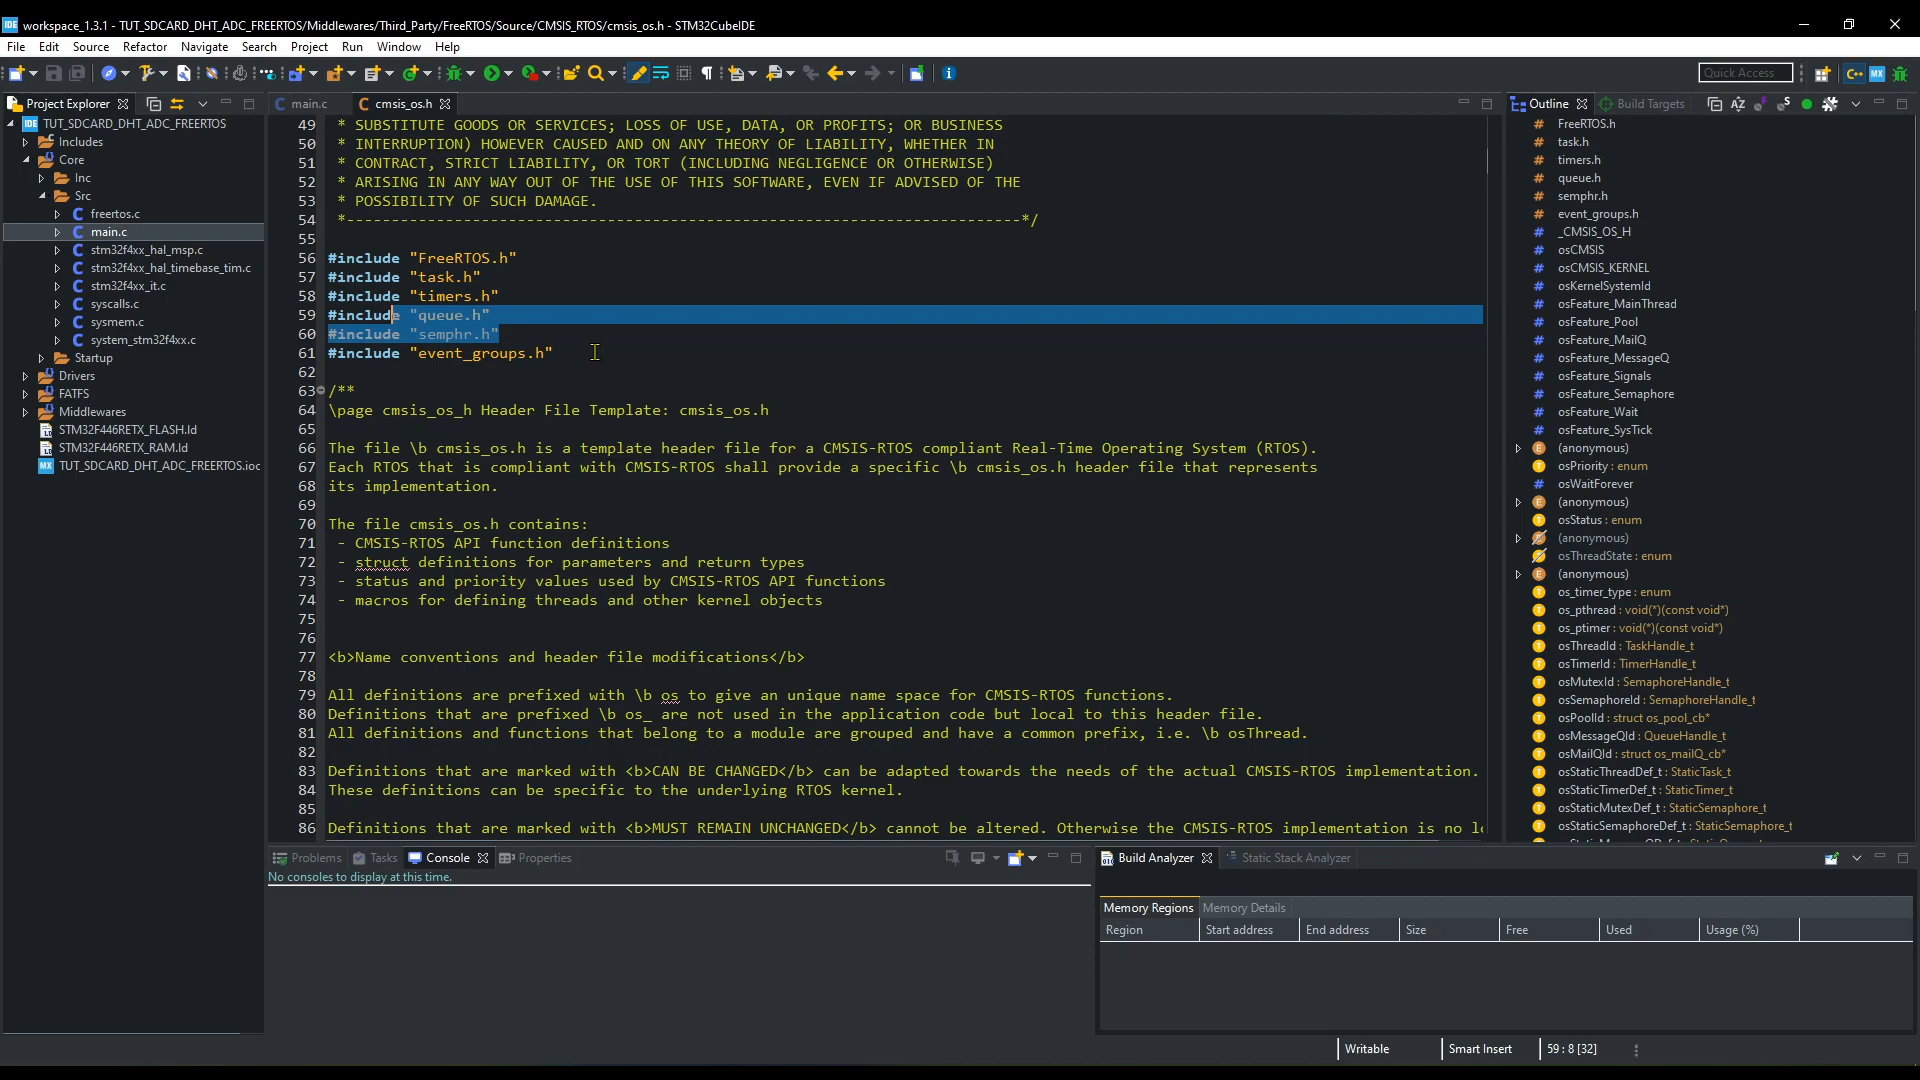 workspace_1.3.1 - TUT_SDCARD_DHT_ADC_FREERTOS/Middlewares/Third_Party/FreeRTOS/Source/CMSIS_RTOS/cmsis_os.h - STM32CubeIDE
File Edit Source Refactor Navigate Search Project Run Window Help
Quick Access
Project Explorer
TUT_SDCARD_DHT_ADC_FREERTOS
Includes
Core
Inc
Src
freertos.c
main.c
stm32f4xx_hal_msp.c
stm32f4xx_hal_timebase_tim.c
stm32f4xx_it.c
syscalls.c
sysmem.c
system_stm32f4xx.c
Startup
Drivers
FATFS
Middlewares
STM32F446RETX_FLASH.ld
STM32F446RETX_RAM.ld
TUT_SDCARD_DHT_ADC_FREERTOS.ioc
main.c cmsis_os.h
49 * SUBSTITUTE GOODS OR SERVICES; LOSS OF USE, DATA, OR PROFITS; OR BUSINESS
50 * INTERRUPTION) HOWEVER CAUSED AND ON ANY THEORY OF LIABILITY, WHETHER IN
51 * CONTRACT, STRICT LIABILITY, OR TORT (INCLUDING NEGLIGENCE OR OTHERWISE)
52 * ARISING IN ANY WAY OUT OF THE USE OF THIS SOFTWARE, EVEN IF ADVISED OF THE
53 * POSSIBILITY OF SUCH DAMAGE.
54 *---------------------------------------------------------------------------*/
55
56 #include "FreeRTOS.h"
57 #include "task.h"
58 #include "timers.h"
59 #include "queue.h"
60 #include "semphr.h"
61 #include "event_groups.h"
62
63 /**
64 \page cmsis_os_h Header File Template: cmsis_os.h
65
66 The file \b cmsis_os.h is a template header file for a CMSIS-RTOS compliant Real-Time Operating System (RTOS).
67 Each RTOS that is compliant with CMSIS-RTOS shall provide a specific \b cmsis_os.h header file that represents
68 its implementation.
69
70 The file cmsis_os.h contains:
71 - CMSIS-RTOS API function definitions
72 - struct definitions for parameters and return types
73 - status and priority values used by CMSIS-RTOS API functions
74 - macros for defining threads and other kernel objects
75
76
77 <b>Name conventions and header file modifications</b>
78
79 All definitions are prefixed with \b os to give an unique name space for CMSIS-RTOS functions.
80 Definitions that are prefixed \b os_ are not used in the application code but local to this header file.
81 All definitions and functions that belong to a module are grouped and have a common prefix, i.e. \b osThread.
82
83 Definitions that are marked with <b>CAN BE CHANGED</b> can be adapted towards the needs of the actual CMSIS-RTOS implementation.
84 These definitions can be specific to the underlying RTOS kernel.
85
86 Definitions that are marked with <b>MUST REMAIN UNCHANGED</b> cannot be altered. Otherwise the CMSIS-RTOS implementation is no
Outline Build Targets
FreeRTOS.h
task.h
timers.h
queue.h
semphr.h
event_groups.h
_CMSIS_OS_H
osCMSIS
osCMSIS_KERNEL
osKernelSystemId
osFeature_MainThread
osFeature_Pool
osFeature_MailQ
osFeature_MessageQ
osFeature_Signals
osFeature_Semaphore
osFeature_Wait
osFeature_SysTick
(anonymous)
osPriority : enum
osWaitForever
(anonymous)
osStatus : enum
(anonymous)
osThreadState : enum
(anonymous)
os_timer_type : enum
os_pthread : void(*)(const void*)
os_ptimer : void(*)(const void*)
osThreadId : TaskHandle_t
osTimerId : TimerHandle_t
osMutexId : SemaphoreHandle_t
osSemaphoreId : SemaphoreHandle_t
osPoolId : struct os_pool_cb*
osMessageQId : QueueHandle_t
osMailQId : struct os_mailQ_cb*
osStaticThreadDef_t : StaticTask_t
osStaticTimerDef_t : StaticTimer_t
osStaticMutexDef_t : StaticSemaphore_t
osStaticSemaphoreDef_t : StaticSemaphore_t
Problems Tasks Console Properties
No consoles to display at this time.
Build Analyzer Static Stack Analyzer
Memory Regions Memory Details
Region Start address End address Size Free Used Usage (%)
Writable Smart Insert 59 : 8 [32]